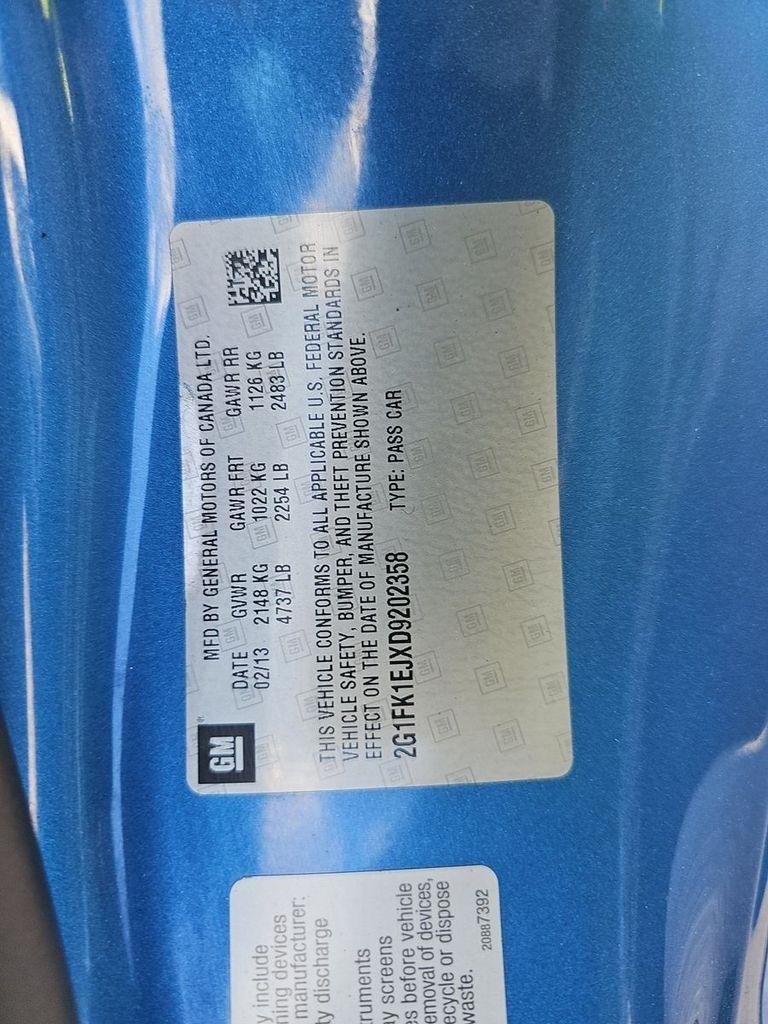 GM
MFD BY GENERAL MOTORS OF CANADA LTD.
DATE GVWR GAWR FRT GAWR RR
02/13 2148 KG 1022 KG 1126 KG
4737 LB 2254 LB 2483 LB
THIS VEHICLE CONFORMS TO ALL APPLICABLE U.S. FEDERAL MOTOR
VEHICLE SAFETY, BUMPER, AND THEFT PREVENTION STANDARDS IN
EFFECT ON THE DATE OF MANUFACTURE SHOWN ABOVE.
2G1FK1EJXD9202358 TYPE: PASS CAR
y include
ning devices
manufacturer:
ty discharge
ruments
ay screens
es before vehicle
emoval of devices,
ecycle or dispose
waste.
20887392